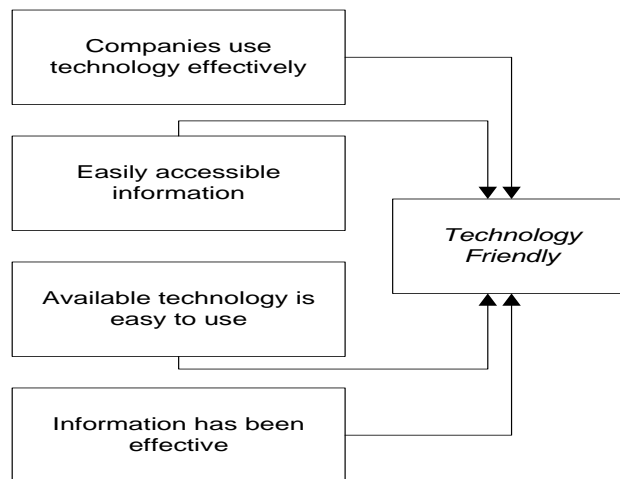 Companies use
technology effectively
Easily accessible
information
Technology
Friendly
Available technology is
easy to use
Information has been
effective